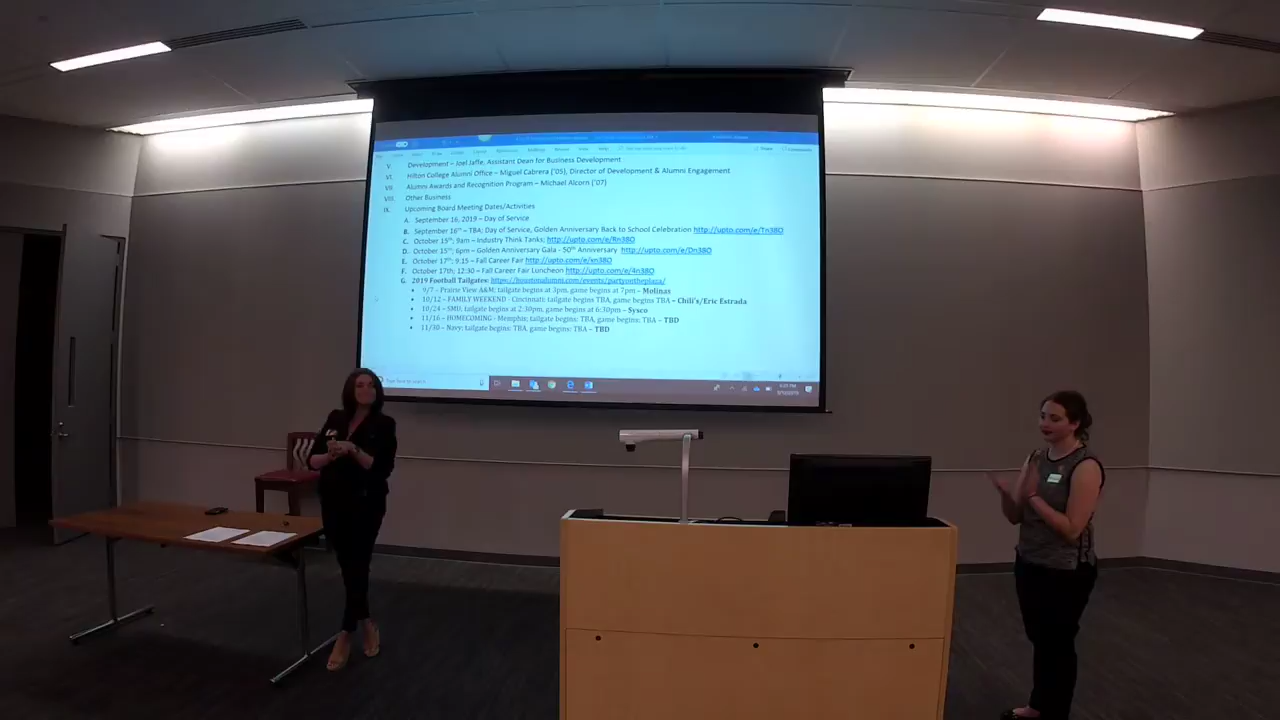 V. Development – Joel Jaffe, Assistant Dean for Business Development
VI. Hilton College Alumni Office – Miguel Cabrera ('05), Director of Development & Alumni Engagement
VII. Alumni Awards and Recognition Program – Michael Alcorn ('07)
VIII. Other Business
IX. Upcoming Board Meeting Dates/Activities
A. September 16, 2019 – Day of Service
B. September 16th – TBA; Day of Service, Golden Anniversary Back to School Celebration http://upto.com/e/Tn38O
C. October 15th; 9am – Industry Think Tanks; http://upto.com/e/Rn38O
D. October 15th; 6pm – Golden Anniversary Gala - 50th Anniversary http://upto.com/e/Dn38O
E. October 17th; 9:15 – Fall Career Fair http://upto.com/e/xn38O
F. October 17th; 12:30 – Fall Career Fair Luncheon http://upto.com/e/4n38O
G. 2019 Football Tailgates: https://houstonalumni.com/events/partyontheplaza/
• 9/7 – Prairie View A&M; tailgate begins at 3pm, game begins at 7pm – Molinas
• 10/12 – FAMILY WEEKEND - Cincinnati; tailgate begins TBA, game begins TBA – Chili's/Eric Estrada
• 10/24 – SMU; tailgate begins at 2:30pm, game begins at 6:30pm – Sysco
• 11/16 – HOMECOMING - Memphis; tailgate begins: TBA, game begins: TBA – TBD
• 11/30 – Navy; tailgate begins: TBA, game begins: TBA – TBD
Type here to search